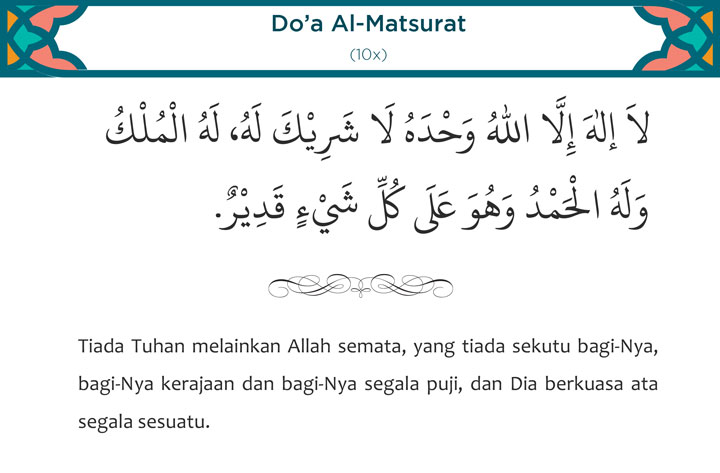 Do’a Al-Matsurat
(10x)
لاَ إِلٰهَ إِلَّا اللهُ وَحْدَهُ لَا شَرِيْكَ لَهُ، لَهُ الْمُلْكُ
وَلَهُ الْحَمْدُ وَهُوَ عَلَى كُلِّ شَيْءٍ قَدِيْرٌ.
Tiada Tuhan melainkan Allah semata, yang tiada sekutu bagi-Nya,
bagi-Nya kerajaan dan bagi-Nya segala puji, dan Dia berkuasa ata
segala sesuatu.